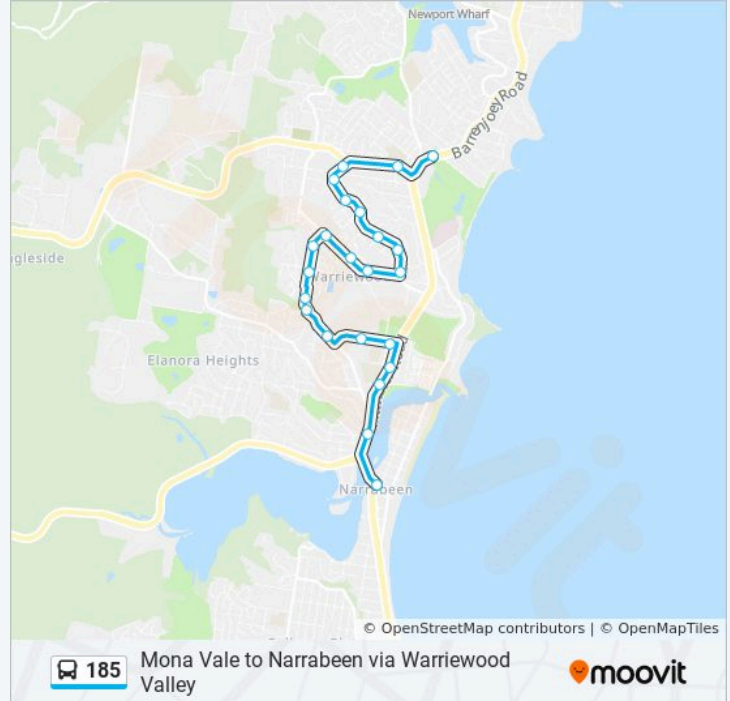 Newport Wharf
Barrenjoey Road
ngleside
Warriewood
Elanora Heights
Narrabeen
© OpenStreetMap contributors | © OpenMapTiles
185
Mona Vale to Narrabeen via Warriewood
Valley
moovit